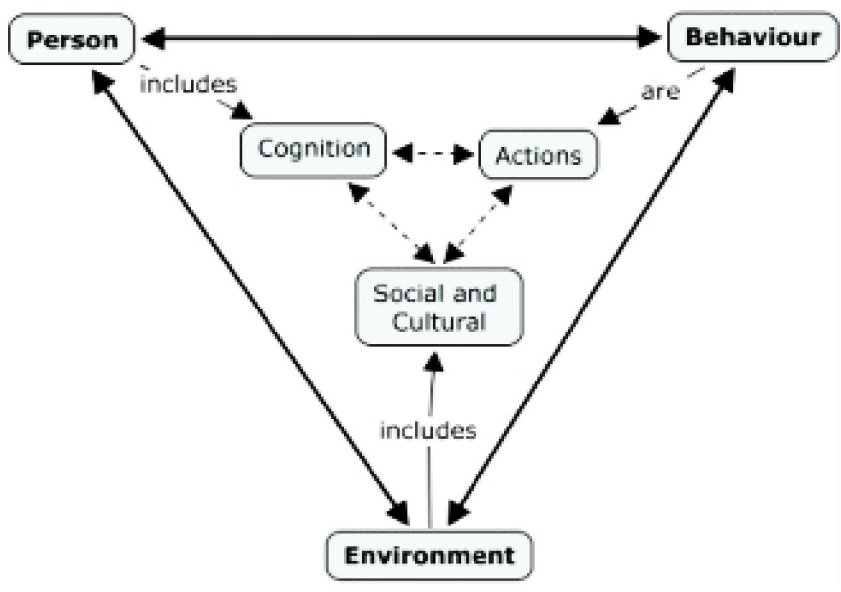 Person
Behaviour
includes
are
Cognition
Actions
Social and
Cultural
includes
Environment